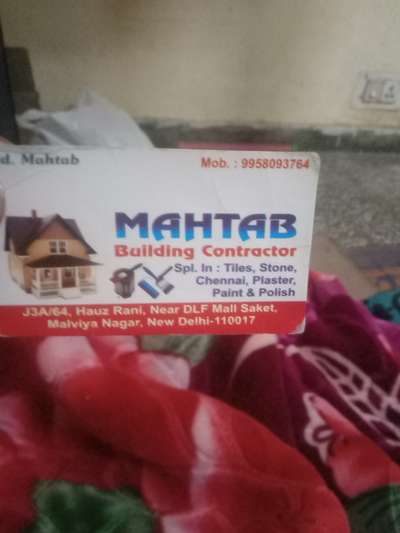 d. Mahtab
Mob. : 9958093764
MAHTAB
Building Contractor
Spl. In : Tiles, Stone,
Chennai, Plaster,
Paint & Polish
J3A/64, Hauz Rani, Near DLF Mall Saket,
Malviya Nagar, New Delhi-110017